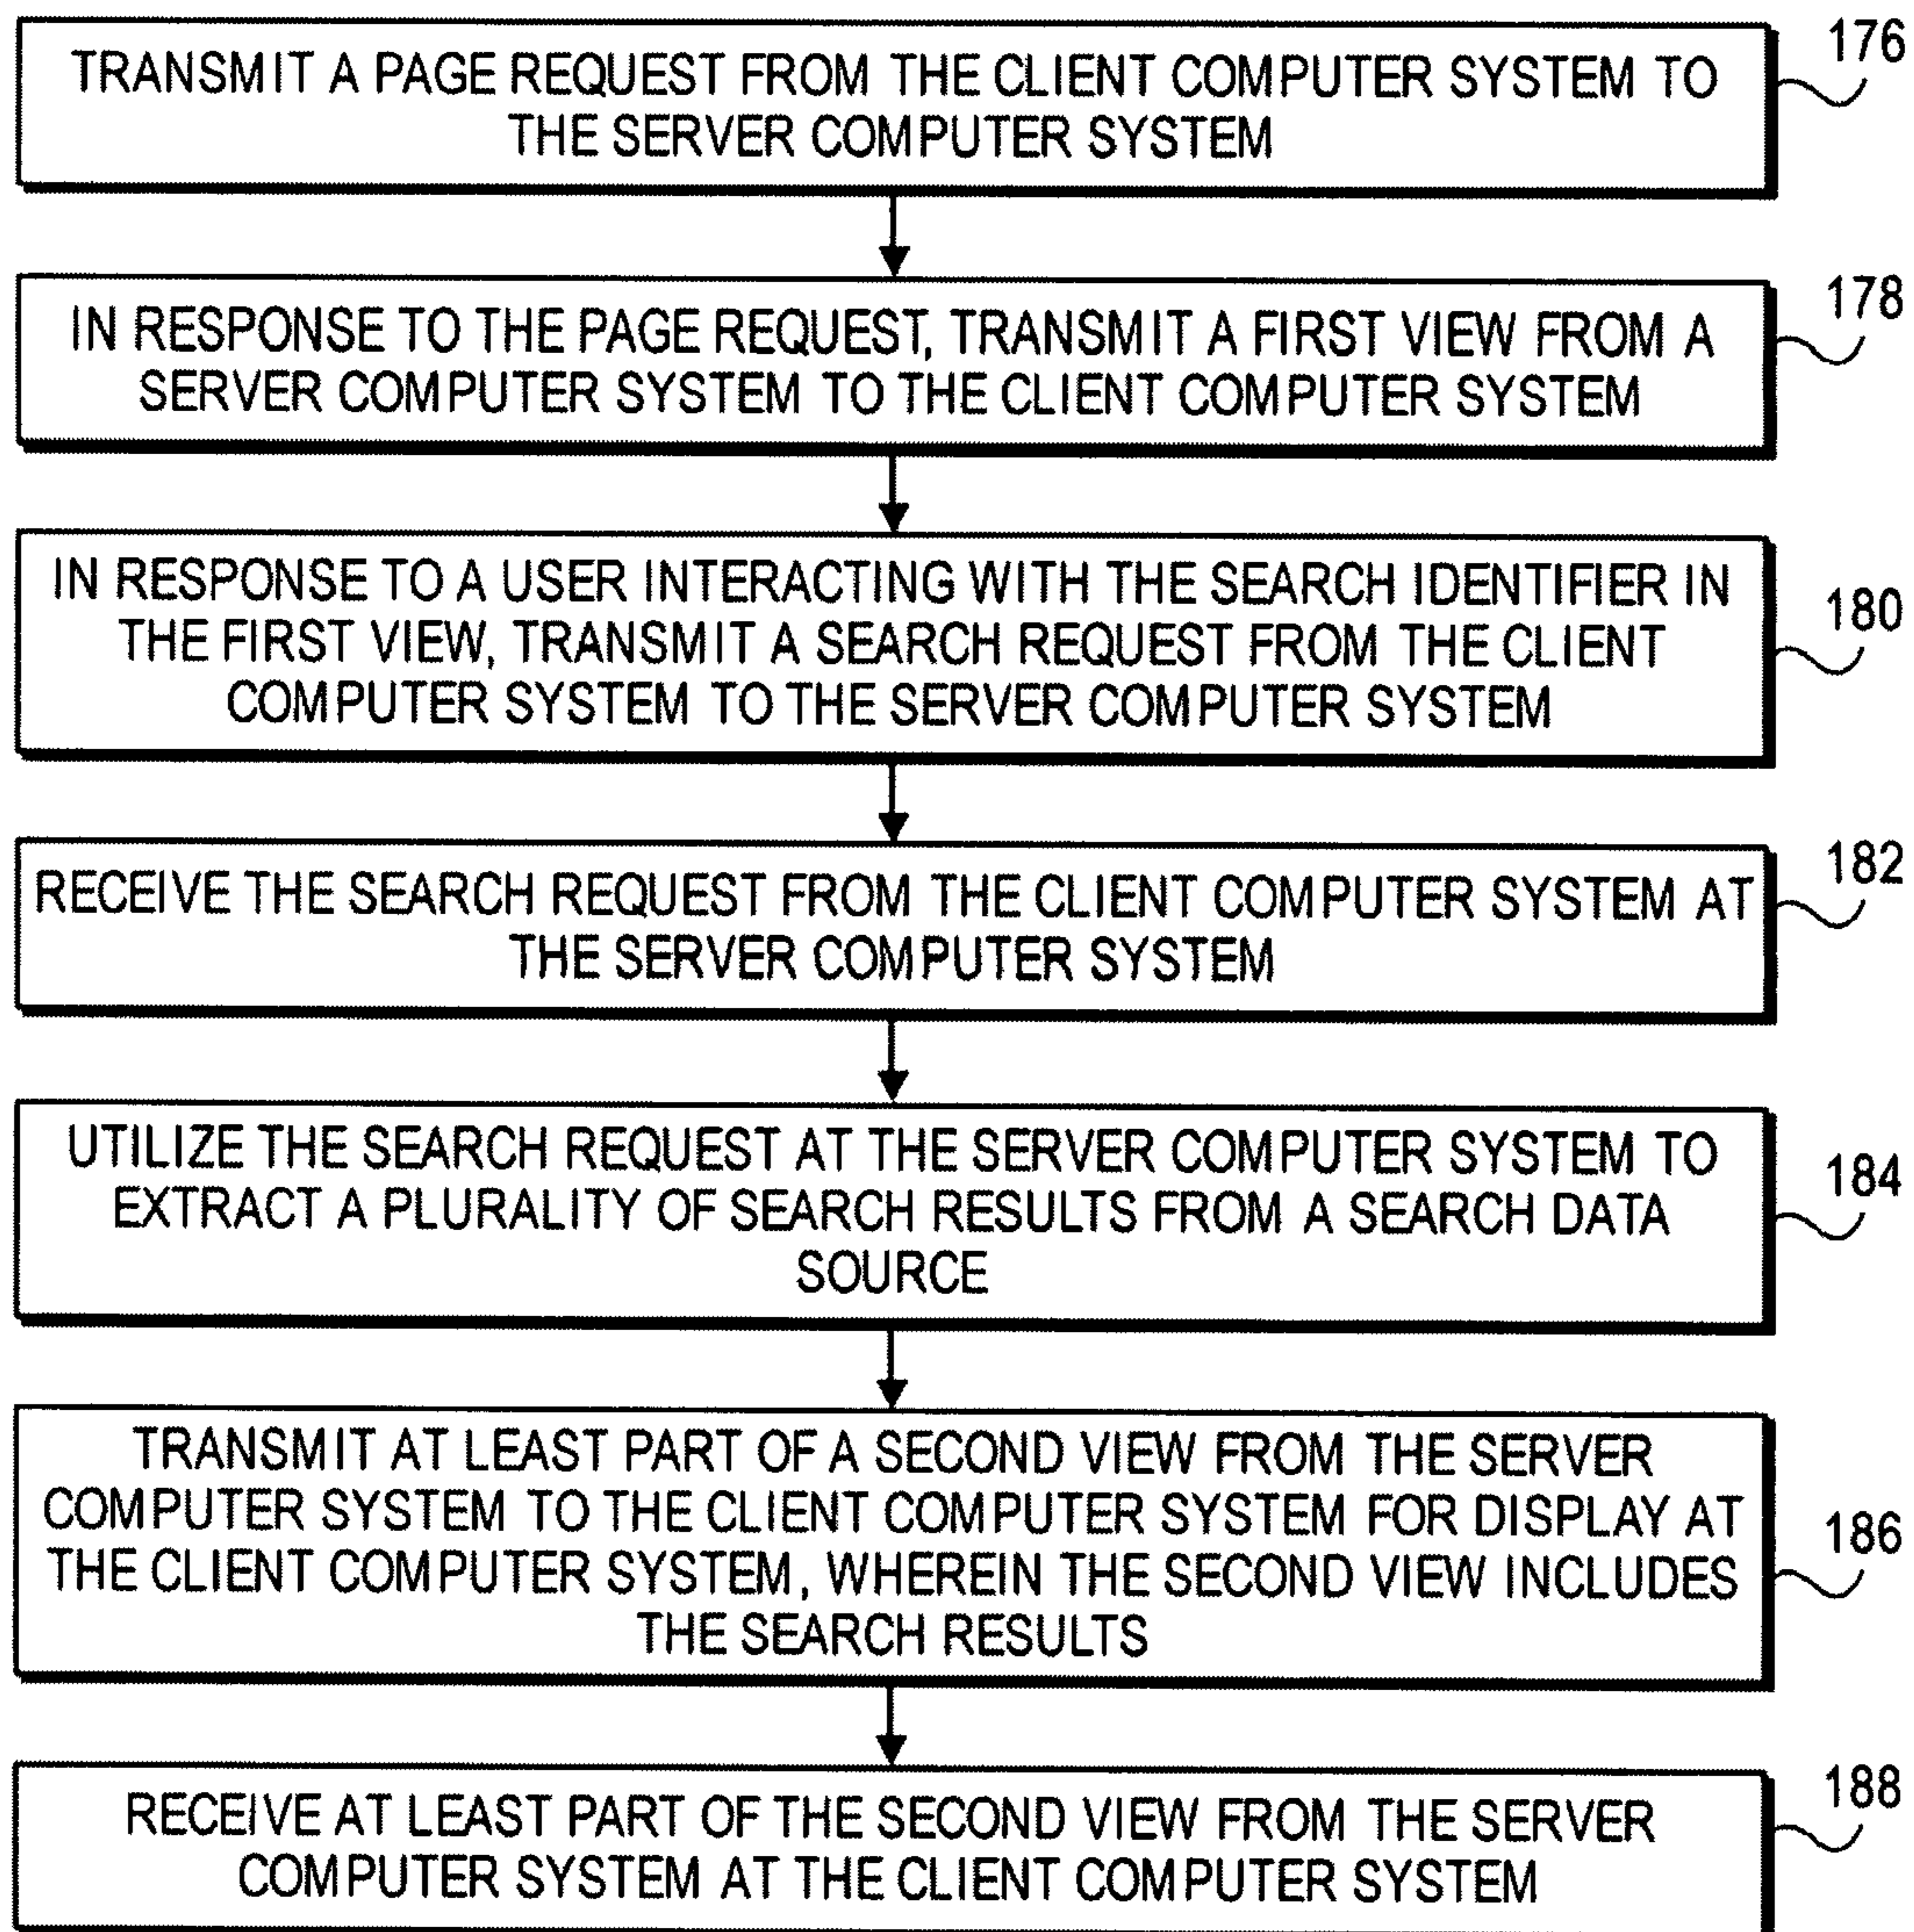 TRANSMIT A PAGE REQUEST FROM THE CLIENT COMPUTER SYSTEM TO
THE SERVER COMPUTER SYSTEM
176
IN RESPONSE TO THE PAGE REQUEST, TRANSMIT A FIRST VIEW FROM A
SERVER COMPUTER SYSTEM TO THE CLIENT COMPUTER SYSTEM
178
IN RESPONSE TO A USER INTERACTING WITH THE SEARCH IDENTIFIER IN
THE FIRST VIEW, TRANSMIT A SEARCH REQUEST FROM THE CLIENT
COMPUTER SYSTEM TO THE SERVER COMPUTER SYSTEM
180
RECEIVE THE SEARCH REQUEST FROM THE CLIENT COMPUTER SYSTEM AT
THE SERVER COMPUTER SYSTEM
182
UTILIZE THE SEARCH REQUEST AT THE SERVER COMPUTER SYSTEM TO
EXTRACT A PLURALITY OF SEARCH RESULTS FROM A SEARCH DATA
SOURCE
184
TRANSMIT AT LEAST PART OF A SECOND VIEW FROM THE SERVER
COMPUTER SYSTEM TO THE CLIENT COMPUTER SYSTEM FOR DISPLAY AT
THE CLIENT COMPUTER SYSTEM, WHEREIN THE SECOND VIEW INCLUDES
THE SEARCH RESULTS
186
RECEIVE AT LEAST PART OF THE SECOND VIEW FROM THE SERVER
COMPUTER SYSTEM AT THE CLIENT COMPUTER SYSTEM
188